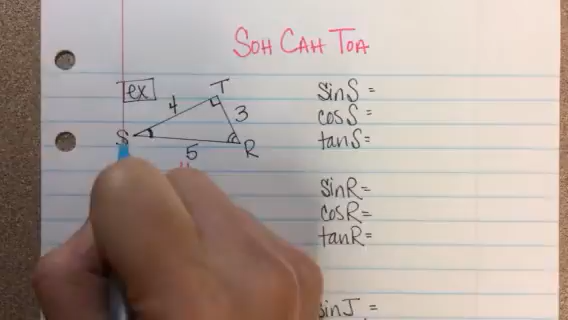 SOH CAH TOA
ex
T
4
3
S
R
5
sinS=
cosS=
tanS=
sinR=
cosR=
tanR=
sinJ =